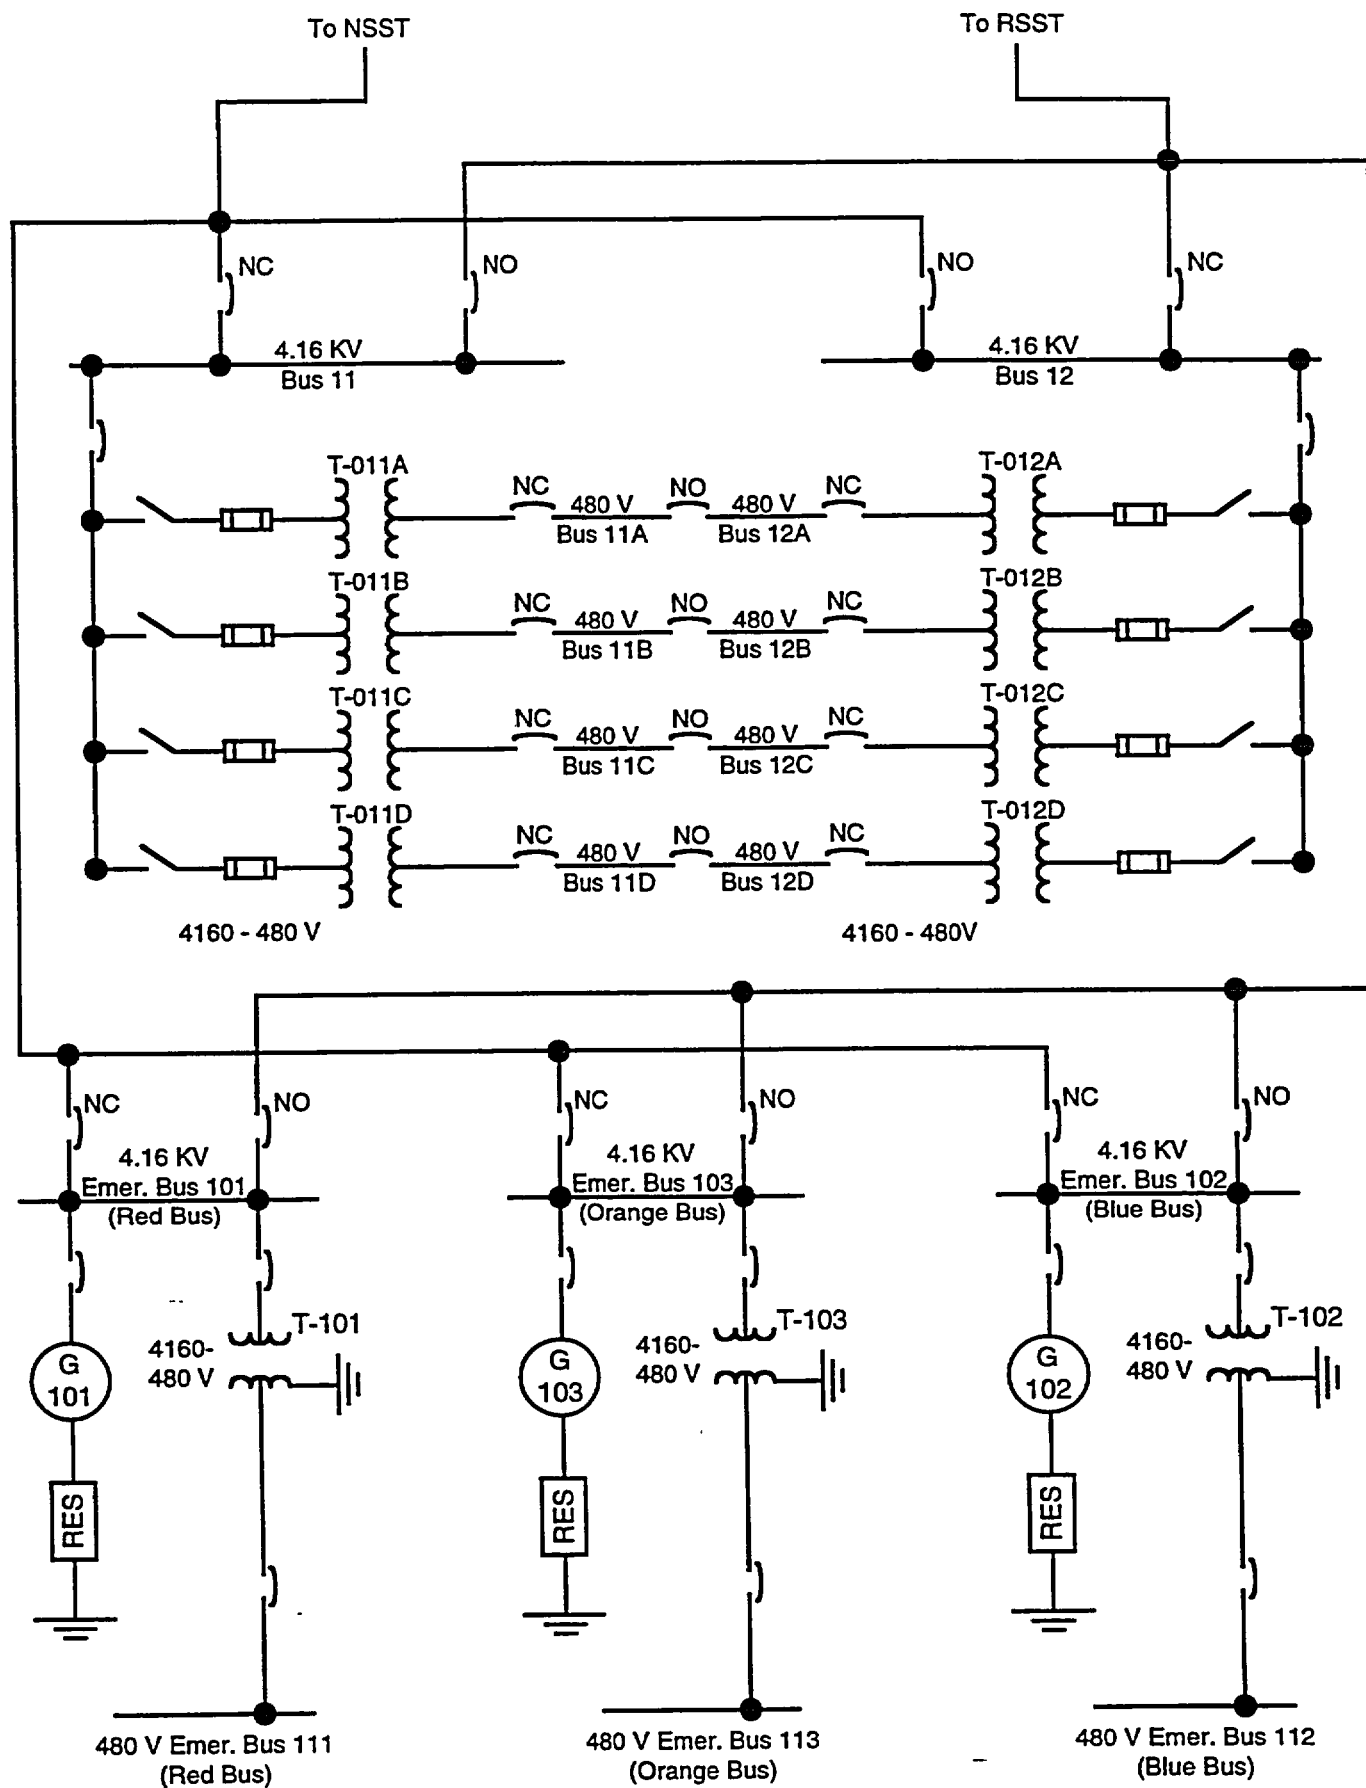 To NSST
To RSST
NC
NO
NO
NC
4.16 KV
Bus 11
4.16 KV
Bus 12
T-011A
NC
480 V
Bus 11A
NO
480 V
Bus 12A
NC
T-012A
T-011B
NC
480 V
Bus 11B
NO
480 V
Bus 12B
NC
T-012B
T-011C
NC
480 V
Bus 11C
NO
480 V
Bus 12C
NC
T-012C
T-011D
NC
480 V
Bus 11D
NO
480 V
Bus 12D
NC
T-012D
4160 - 480 V
4160 - 480V
NC
NO
NC
NO
NC
NO
4.16 KV
Emer. Bus 101
(Red Bus)
4.16 KV
Emer. Bus 103
(Orange Bus)
4.16 KV
Emer. Bus 102
(Blue Bus)
G
101
4160-
480 V
T-101
G
103
4160-
480 V
T-103
G
102
4160-
480 V
T-102
RES
RES
RES
480 V Emer. Bus 111
(Red Bus)
480 V Emer. Bus 113
(Orange Bus)
480 V Emer. Bus 112
(Blue Bus)